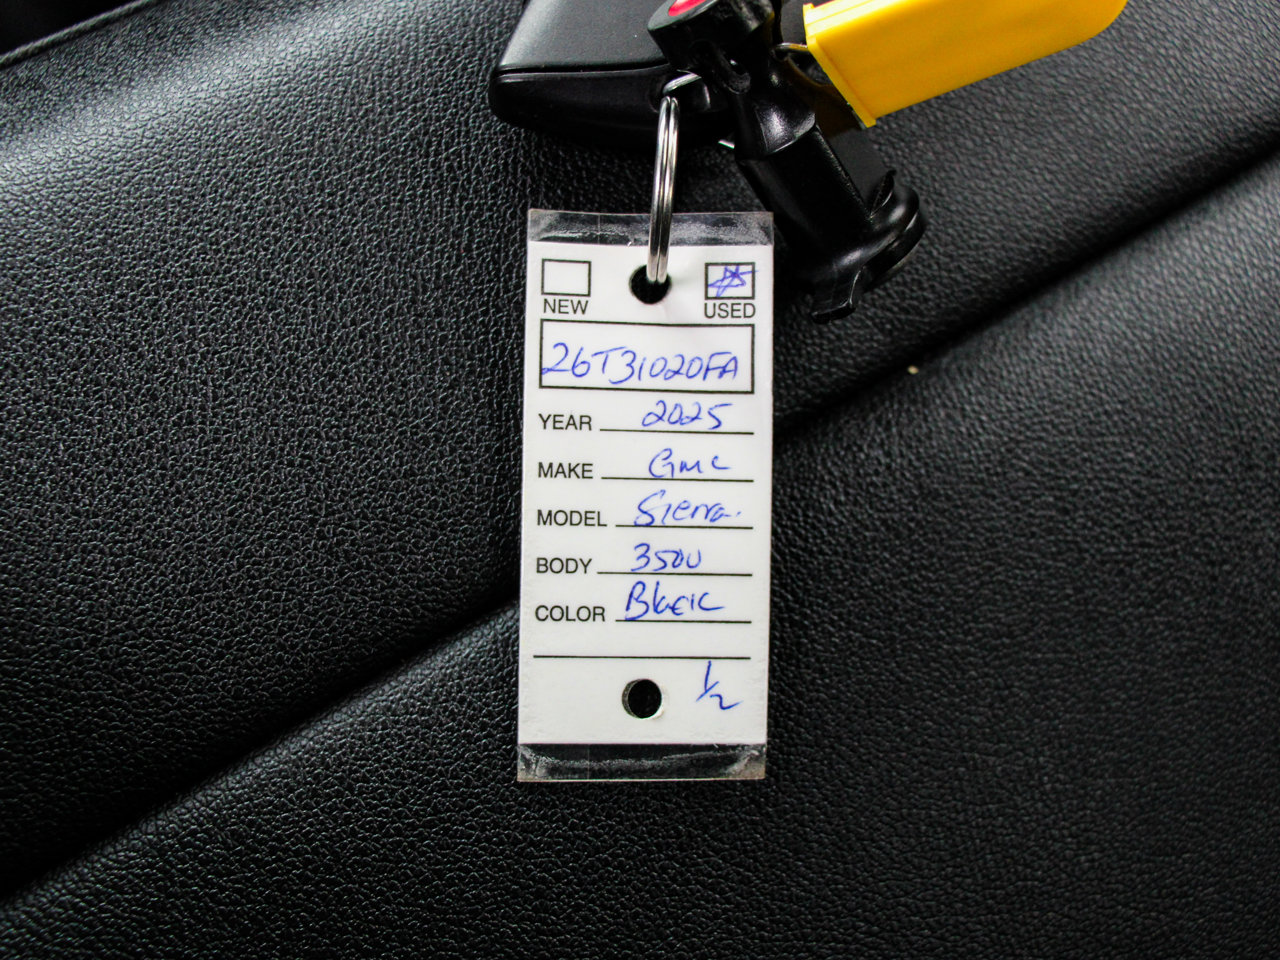 NEW USED
26T31020FA
YEAR 2025
MAKE Gmc
MODEL Sierra.
BODY 3500
COLOR Black
1/2